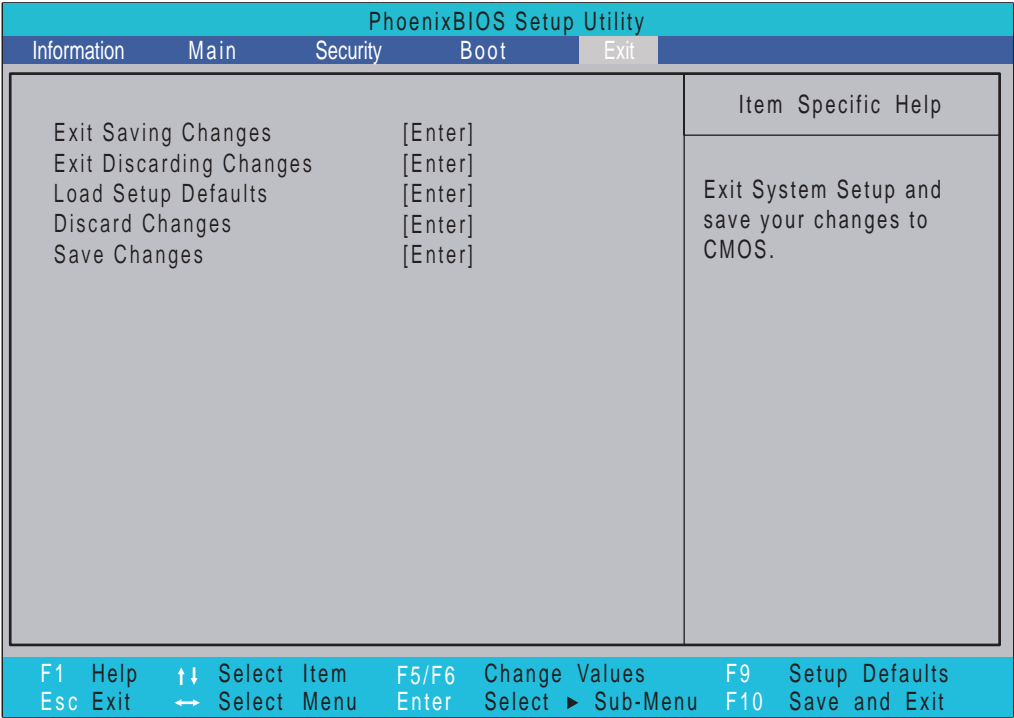 PhoenixBIOS Setup Utility
Information Main Security Boot Exit
Item Specific Help
Exit Saving Changes [Enter]
Exit Discarding Changes [Enter]
Load Setup Defaults [Enter]
Discard Changes [Enter]
Save Changes [Enter]
Exit System Setup and
save your changes to
CMOS.
F1 Help ↑↓ Select Item F5/F6 Change Values F9 Setup Defaults
Esc Exit ↔ Select Menu Enter Select ► Sub-Menu F10 Save and Exit